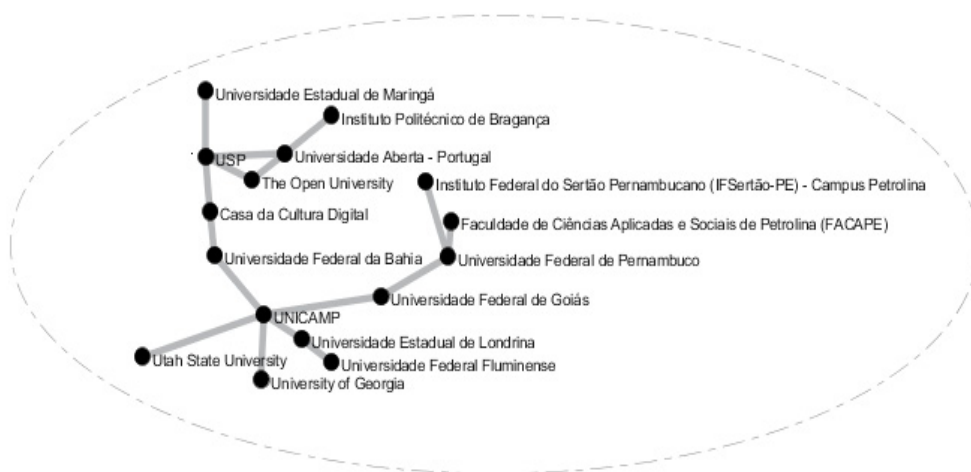 Universidade Estadual de Maringá
Instituto Politécnico de Bragança
USP
Universidade Aberta - Portugal
The Open University
Instituto Federal do Sertão Pernambucano (IFSertão-PE) - Campus Petrolina
Casa da Cultura Digital
Faculdade de Ciências Aplicadas e Sociais de Petrolina (FACAPE)
Universidade Federal da Bahia
Universidade Federal de Pernambuco
Universidade Federal de Goiás
UNICAMP
Universidade Estadual de Londrina
Utah State University
Universidade Federal Fluminense
University of Georgia